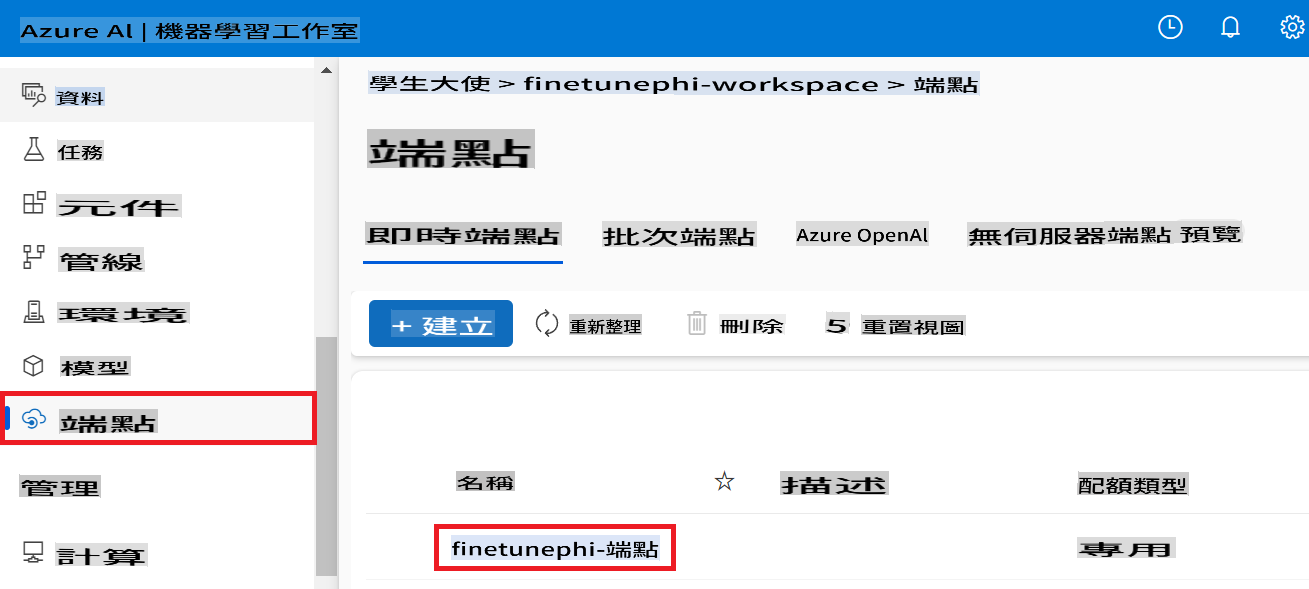 Azure Al | 機器學習工作室
資料
任務
元件
管線
環境
模型
端點
管理
計算
學生大使 > finetunephi-workspace > 端點
端點
即時端點 批次端點 Azure OpenAl 無伺服器端點 預覽
+ 建立 重新整理 刪除 5 重置視圖
名稱 描述 配額類型
finetunephi-端點 專用